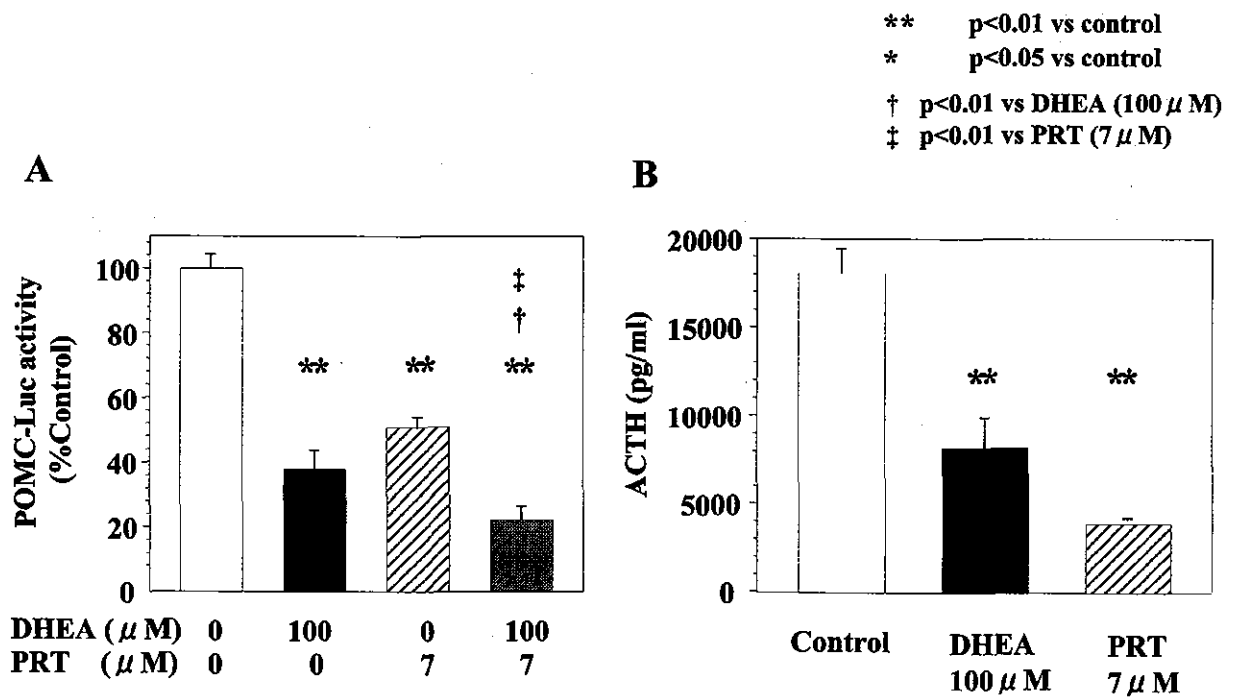 ** p<0.01 vs control
* p<0.05 vs control
† p<0.01 vs DHEA (100 μM)
‡ p<0.01 vs PRT (7 μM)
A
POMC-Luc activity
(%Control)
100
80
60
40
20
0
** ** **
‡
†
DHEA (μM) 0 100 0 100
PRT (μM) 0 0 7 7
B
ACTH (pg/ml)
20000
15000
10000
5000
0
** **
Control DHEA PRT
100 μM 7 μM